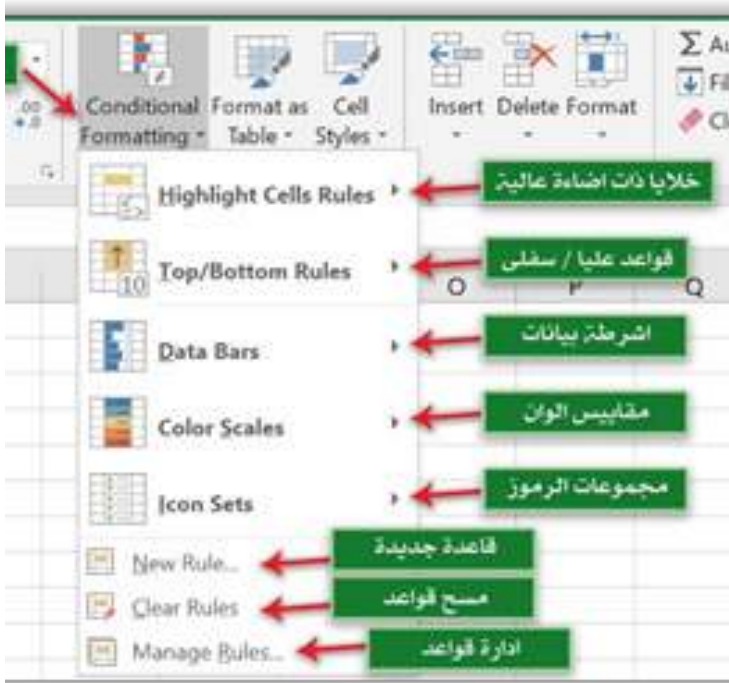 Conditional Formatting
Format as Table
Cell Styles
Insert Delete Format
Highlight Cells Rules
خلايا ذات اضاءة عالية
Top/Bottom Rules
قواعد عليا / سفلى
O P Q
Data Bars
اشرطة بيانات
Color Scales
مقاييس الوان
Icon Sets
مجموعات الرموز
New Rule...
قاعدة جديدة
Clear Rules
مسح قواعد
Manage Rules...
ادارة قواعد